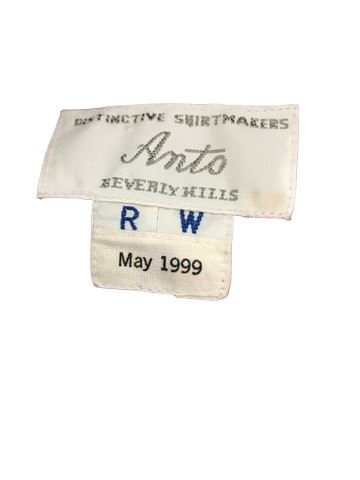 DISTINCTIVE SHIRTMAKERS
Anto
BEVERLY HILLS
R W
May 1999